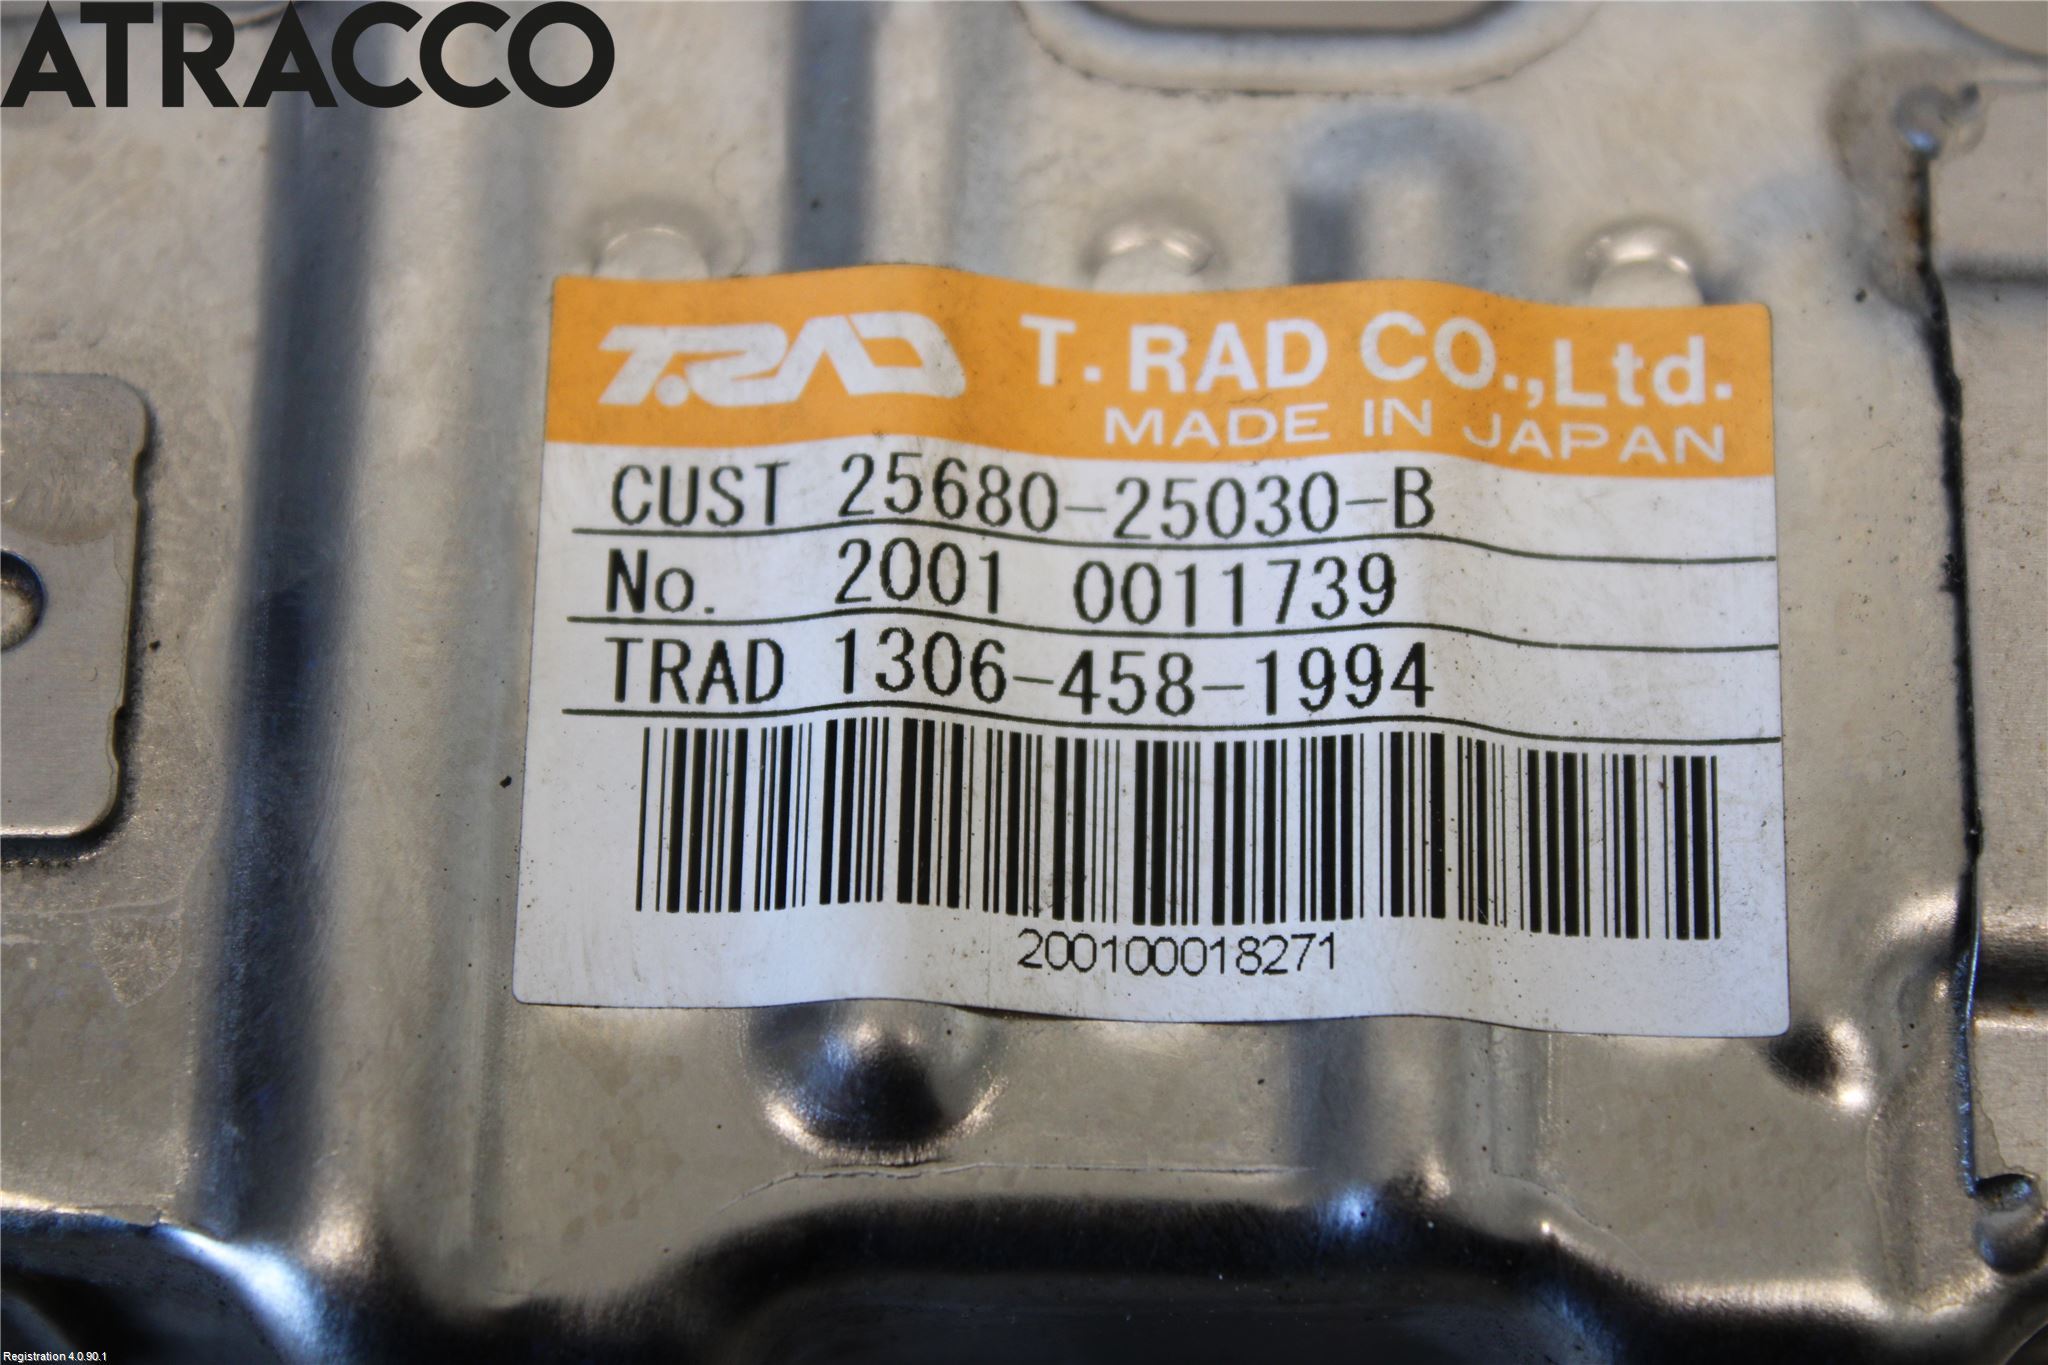 ATRACCO
T.RAD T. RAD CO.,Ltd.
MADE IN JAPAN
CUST 25680-25030-B
No. 2001 0011739
TRAD 1306-458-1994
200100018271
Registration 4.0.90.1